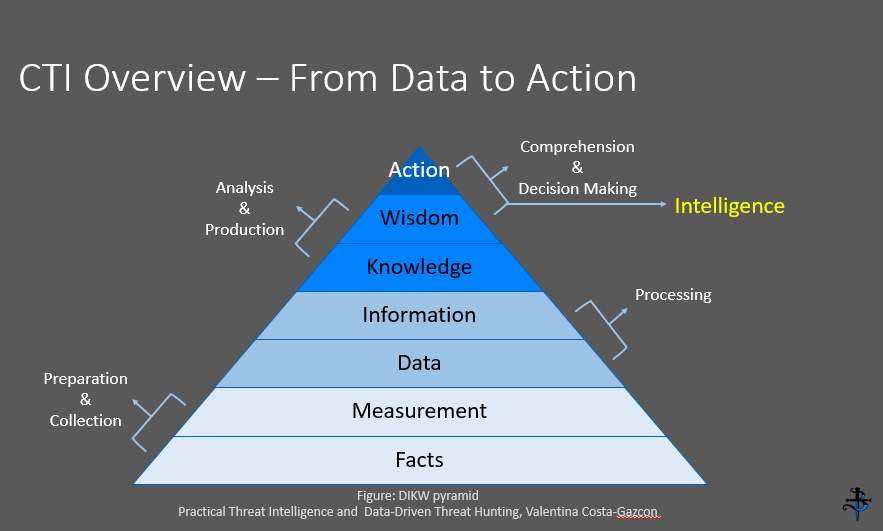 CTI Overview – From Data to Action
Action
Comprehension
&
Decision Making
Intelligence
Analysis
&
Production
Wisdom
Knowledge
Information
Processing
Data
Preparation
&
Collection
Measurement
Facts
Figure: DIKW pyramid
Practical Threat Intelligence and Data-Driven Threat Hunting, Valentina Costa-Gazcon.